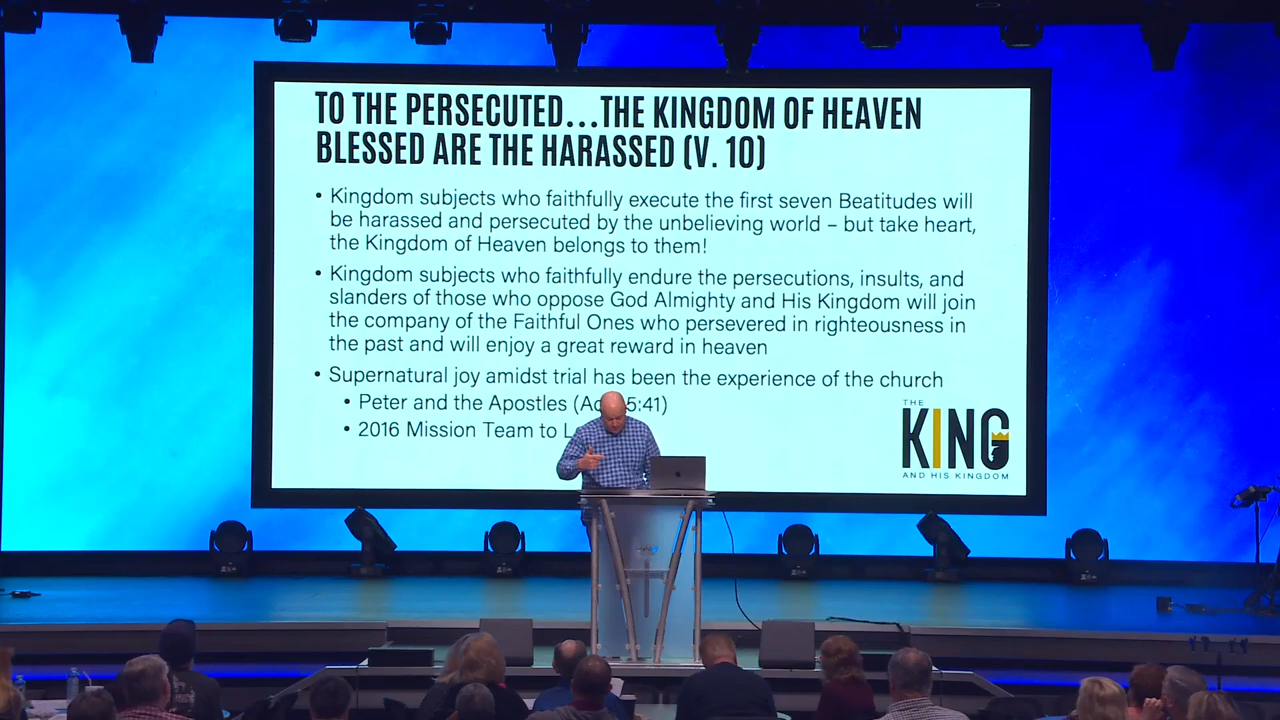 TO THE PERSECUTED...THE KINGDOM OF HEAVEN
BLESSED ARE THE HARASSED (V. 10)
• Kingdom subjects who faithfully execute the first seven Beatitudes will
be harassed and persecuted by the unbelieving world – but take heart,
the Kingdom of Heaven belongs to them!
• Kingdom subjects who faithfully endure the persecutions, insults, and
slanders of those who oppose God Almighty and His Kingdom will join
the company of the Faithful Ones who persevered in righteousness in
the past and will enjoy a great reward in heaven
• Supernatural joy amidst trial has been the experience of the church
• Peter and the Apostles 5:41)
• 2016 Mission Team to
THE
KING
AND HIS KINGDOM